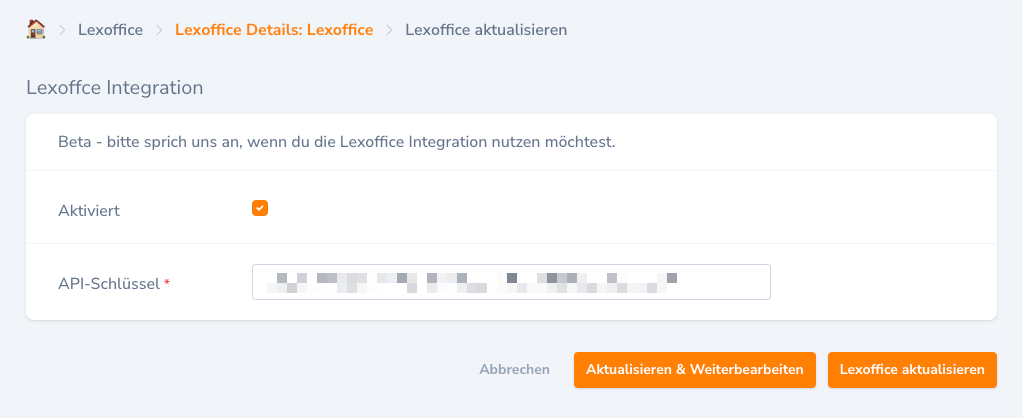 Lexoffice
Lexoffice Details: Lexoffice
Lexoffice aktualisieren
Lexoffce Integration
Beta - bitte sprich uns an, wenn du die Lexoffice Integration nutzen möchtest.
Aktiviert
API-Schlüssel *
Abbrechen
Aktualisieren & Weiterbearbeiten
Lexoffice aktualisieren